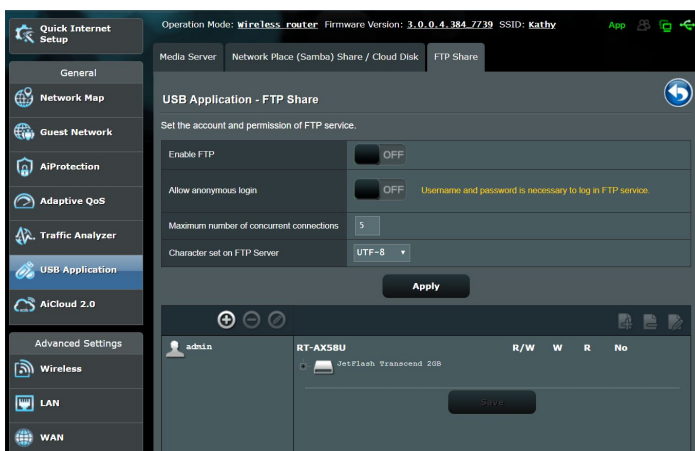 Quick Internet
Setup
Operation Mode: Wireless router Firmware Version: 3.0.0.4.384_7739 SSID: Kathy
App
Media Server
Network Place (Samba) Share / Cloud Disk
FTP Share
General
Network Map
Guest Network
AiProtection
Adaptive QoS
Traffic Analyzer
USB Application
AiCloud 2.0
Advanced Settings
Wireless
LAN
WAN
USB Application - FTP Share
Set the account and permission of FTP service.
Enable FTP
OFF
Allow anonymous login
OFF
Username and password is necessary to log in FTP service.
Maximum number of concurrent connections
5
Character set on FTP Server
UTF-8
Apply
admin
RT-AX58U
R/W W R No
JetFlash Transcend 2GB
Save